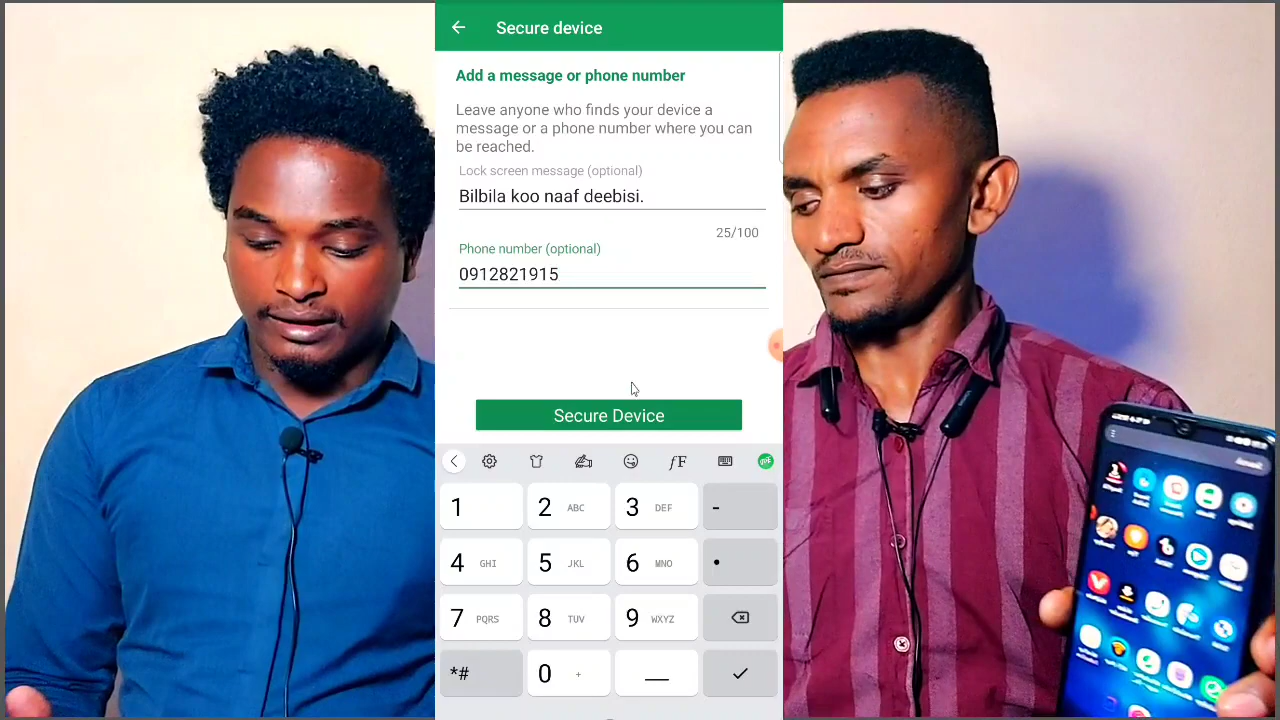 Secure device
Add a message or phone number
Leave anyone who finds your device a
message or a phone number where you can
be reached.
Lock screen message (optional)
Bilbila koo naaf deebisi.
25/100
Phone number (optional)
0912821915
Secure Device
fF
GIF
1
2 ABC
3 DEF
-
4 GHI
5 JKL
6 MNO
7 PQRS
8 TUV
9 WXYZ
*#
0 +